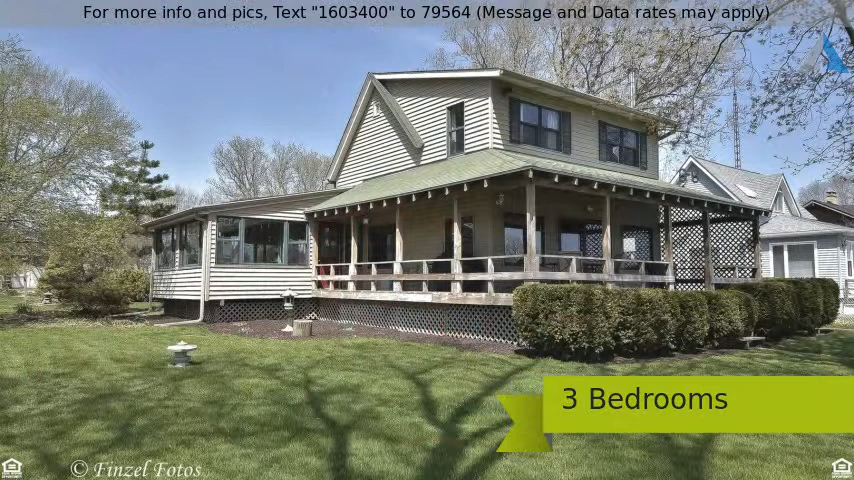 For more info and pics, Text "1603400" to 79564 (Message and Data rates may apply)
3 Bedrooms
© Finzel Fotos